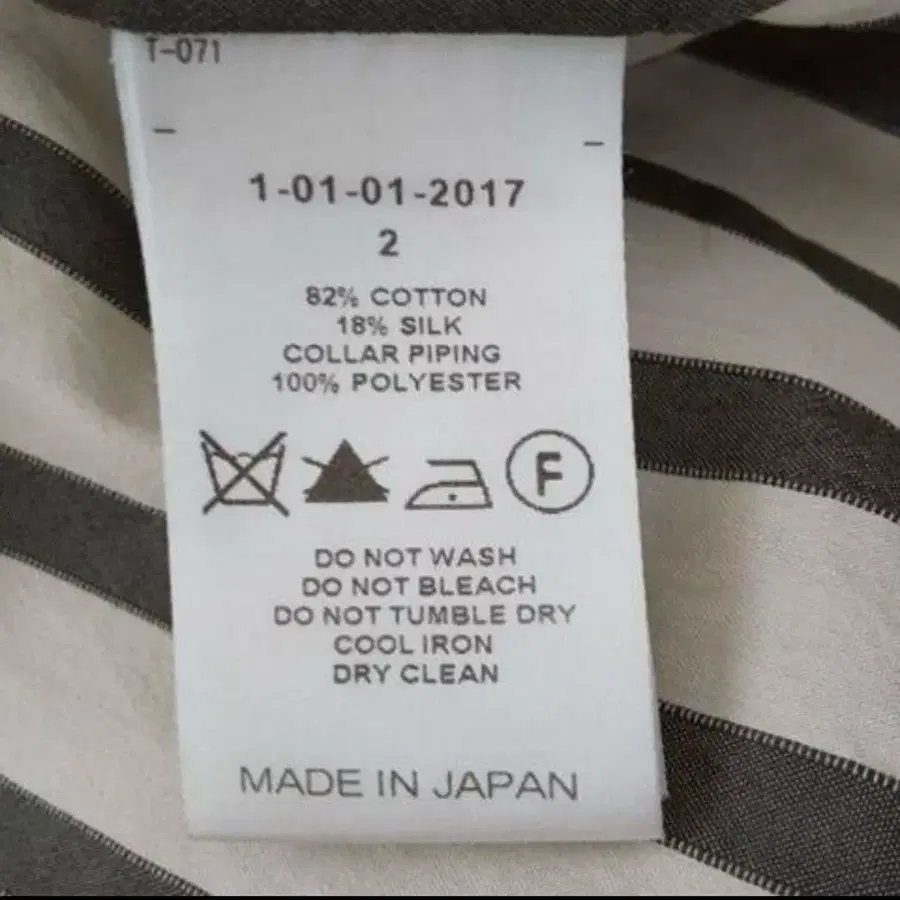 T-071
1-01-01-2017
2
82% COTTON
18% SILK
COLLAR PIPING
100% POLYESTER
F
DO NOT WASH
DO NOT BLEACH
DO NOT TUMBLE DRY
COOL IRON
DRY CLEAN
MADE IN JAPAN